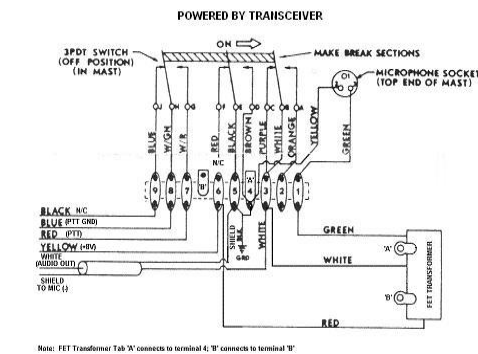 POWERED BY TRANSCEIVER
ON
3PDT SWITCH
(OFF POSITION)
(IN MAST)
MAKE BREAK SECTIONS
MICROPHONE SOCKET
(TOP END OF MAST)
J H G F E D C B A
BLUE
W/GN
W/R
RED
BLACK
BROWN
PURPLE
WHITE
ORANGE
YELLOW
GREEN
N/C
'B'
'A'
9 8 7 6 5 4 3 2 1
BLACK N/C
BLUE (PTT GND)
RED (PTT)
YELLOW (+8V)
WHITE
(AUDIO OUT)
SHIELD
TO MIC (-)
SHIELD
BLK
GRD
WHITE
GREEN
WHITE
RED
'A'
'B'
FET TRANSFORMER
Note: FET Transformer Tab 'A' connects to terminal 4; 'B' connects to terminal 'B'